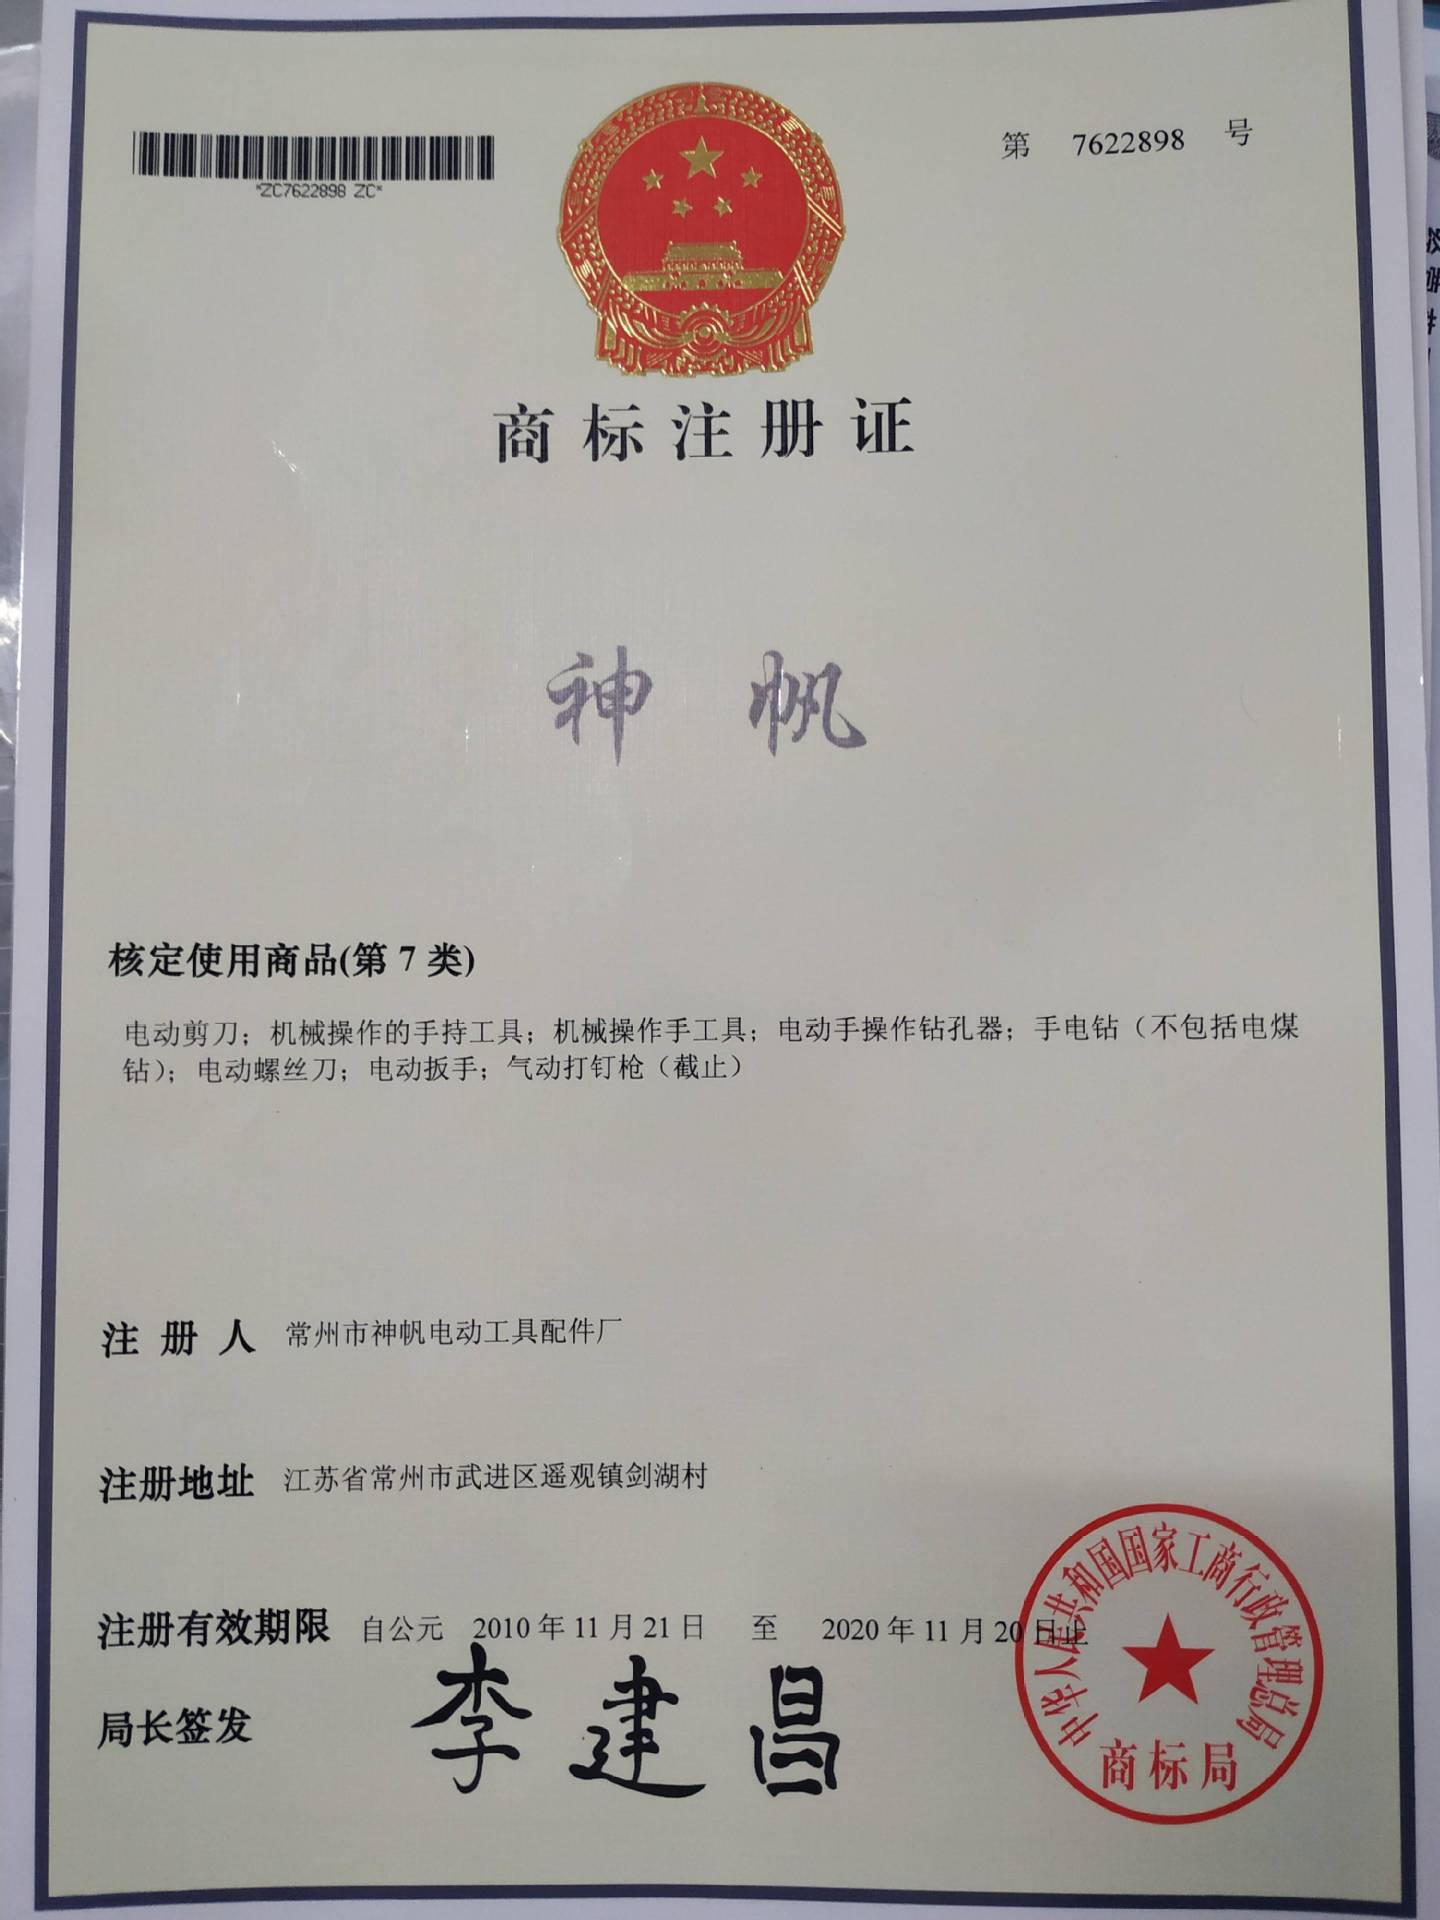 *ZC7622898 ZC*
第 7622898 号
商标注册证
神帆
核定使用商品(第 7 类)
电动剪刀；机械操作的手持工具；机械操作手工具；电动手操作钻孔器；手电钻（不包括电煤
钻）；电动螺丝刀；电动扳手；气动打钉枪（截止）
注册人 常州市神帆电动工具配件厂
注册地址 江苏省常州市武进区遥观镇剑湖村
注册有效期限 自公元 2010 年 11 月 21 日 至 2020 年 11 月 20 日止
局长签发 李建昌
中华人民共和国国家工商行政管理总局
商标局